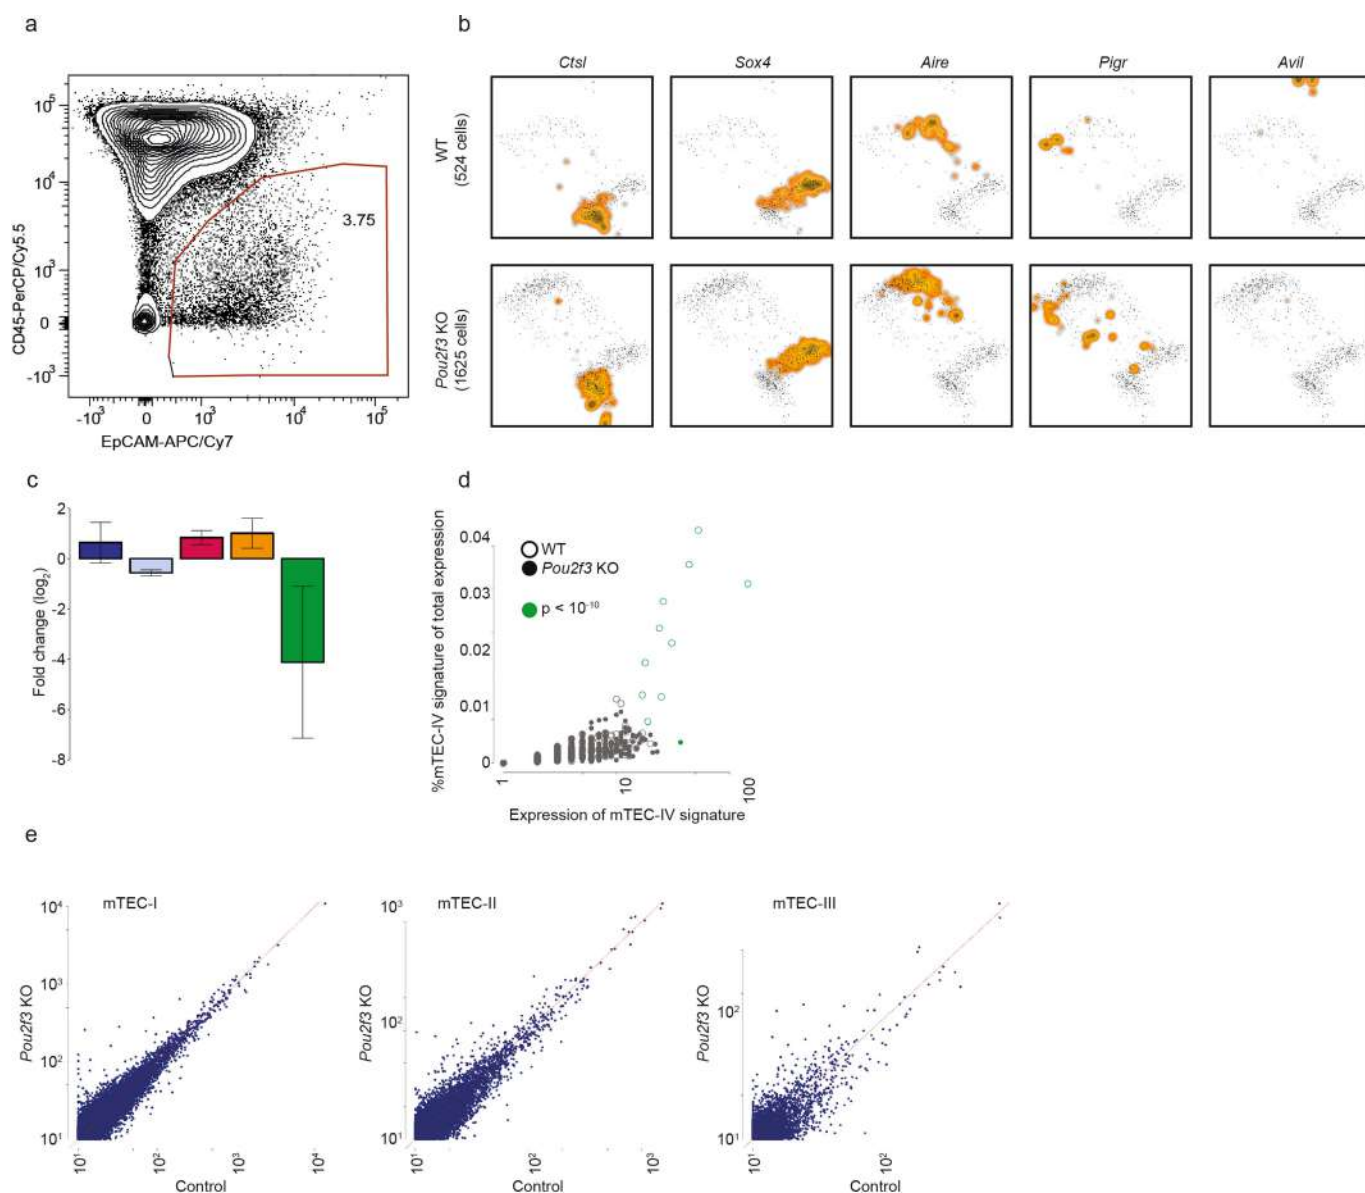 a
CD45-PerCP/Cy5.5
10⁵
10⁴
10³
0
-10³
3.75
-10³
0
10³
10⁴
10⁵
EpCAM-APC/Cy7
b
Ctsl
Sox4
Aire
Pigr
Avil
WT
(524 cells)
Pou2f3 KO
(1625 cells)
c
Fold change (log₂)
2
0
-2
-4
-6
-8
d
%mTEC-IV signature of total expression
0.04
0.03
0.02
0.01
0
WT
Pou2f3 KO
p < 10⁻¹⁰
1
10
100
Expression of mTEC-IV signature
e
mTEC-I
Pou2f3 KO
10⁴
10³
10²
10¹
10¹
10²
10³
10⁴
Control
mTEC-II
Pou2f3 KO
10³
10²
10¹
10¹
10²
10³
Control
mTEC-III
Pou2f3 KO
10²
10¹
10¹
10²
Control